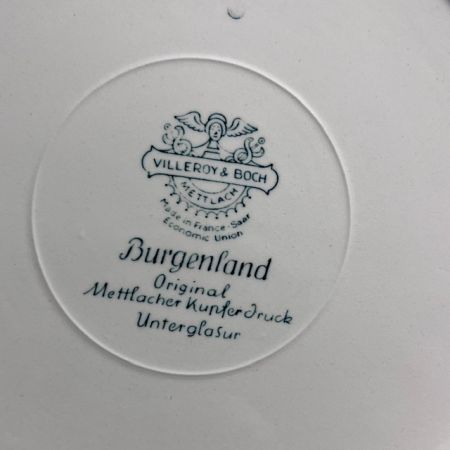 VILLEROY & BOCH
METTLACH
Made in France-Saar
Economic Union
Burgenland
Original
Mettlacher Kupferdruck
Unterglasur